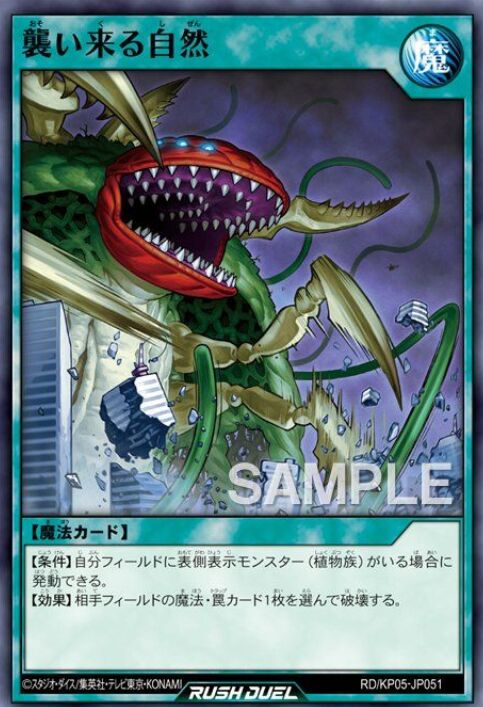 襲い来る自然
魔
SAMPLE
【魔法カード】
【条件】自分フィールドに表側表示モンスター(植物族)がいる場合に
発動できる。
【効果】相手フィールドの魔法・罠カード1枚を選んで破壊する。
©スタジオ・ダイス/集英社・テレビ東京・KONAMI
RUSH DUEL
RD/KP05-JP051